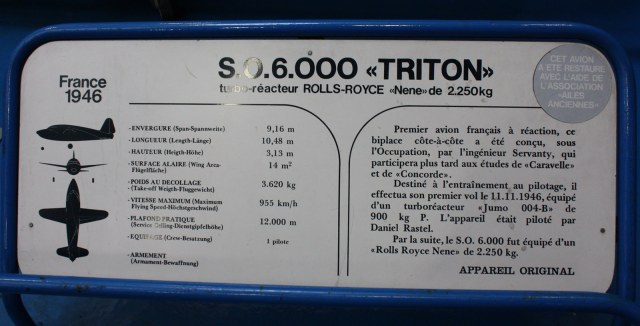 France
1946
S.O.6.000 «TRITON»
turbo-réacteur ROLLS-ROYCE «Nene» de 2.250kg
CET AVION
A ETE RESTAURE
AVEC L'AIDE DE
L'ASSOCIATION
«AILES
ANCIENNES»
- ENVERGURE (Span-Spannweite) 9,16 m
- LONGUEUR (Length-Länge) 10,48 m
- HAUTEUR (Heigth-Höhe) 3,13 m
- SURFACE ALAIRE (Wing Area-
Flügelfläche) 14 m²
- POIDS AU DECOLLAGE
(Take-off Weigth-Fluggewicht) 3.620 kg
- VITESSE MAXIMUM (Maximum
Flying Speed-Höchstgeschwind) 955 km/h
- PLAFOND PRATIQUE
(Service Ceiling-Dienstgipfelhöhe) 12.000 m
- EQUIPAGE (Crew-Besatzung) 1 pilote
- ARMEMENT
(Armament-Bewaffnung)
Premier avion français à réaction, ce
biplace côte-à-côte a été conçu, sous
l'Occupation, par l'ingénieur Servanty, qui
participera plus tard aux études de «Caravelle»
et de «Concorde».
Destiné à l'entraînement au pilotage, il
effectua son premier vol le 11.11.1946, équipé
d'un turboréacteur «Jumo 004-B» de
900 kg P. L'appareil était piloté par
Daniel Rastel.
Par la suite, le S.O. 6.000 fut équipé d'un
«Rolls Royce Nene» de 2.250 kg.
APPAREIL ORIGINAL